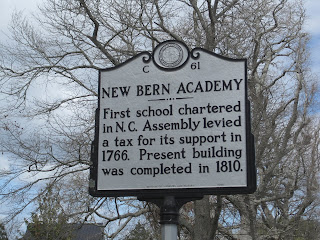 C 61
NEW BERN ACADEMY
First school chartered
in N.C. Assembly levied
a tax for its support in
1766. Present building
was completed in 1810.